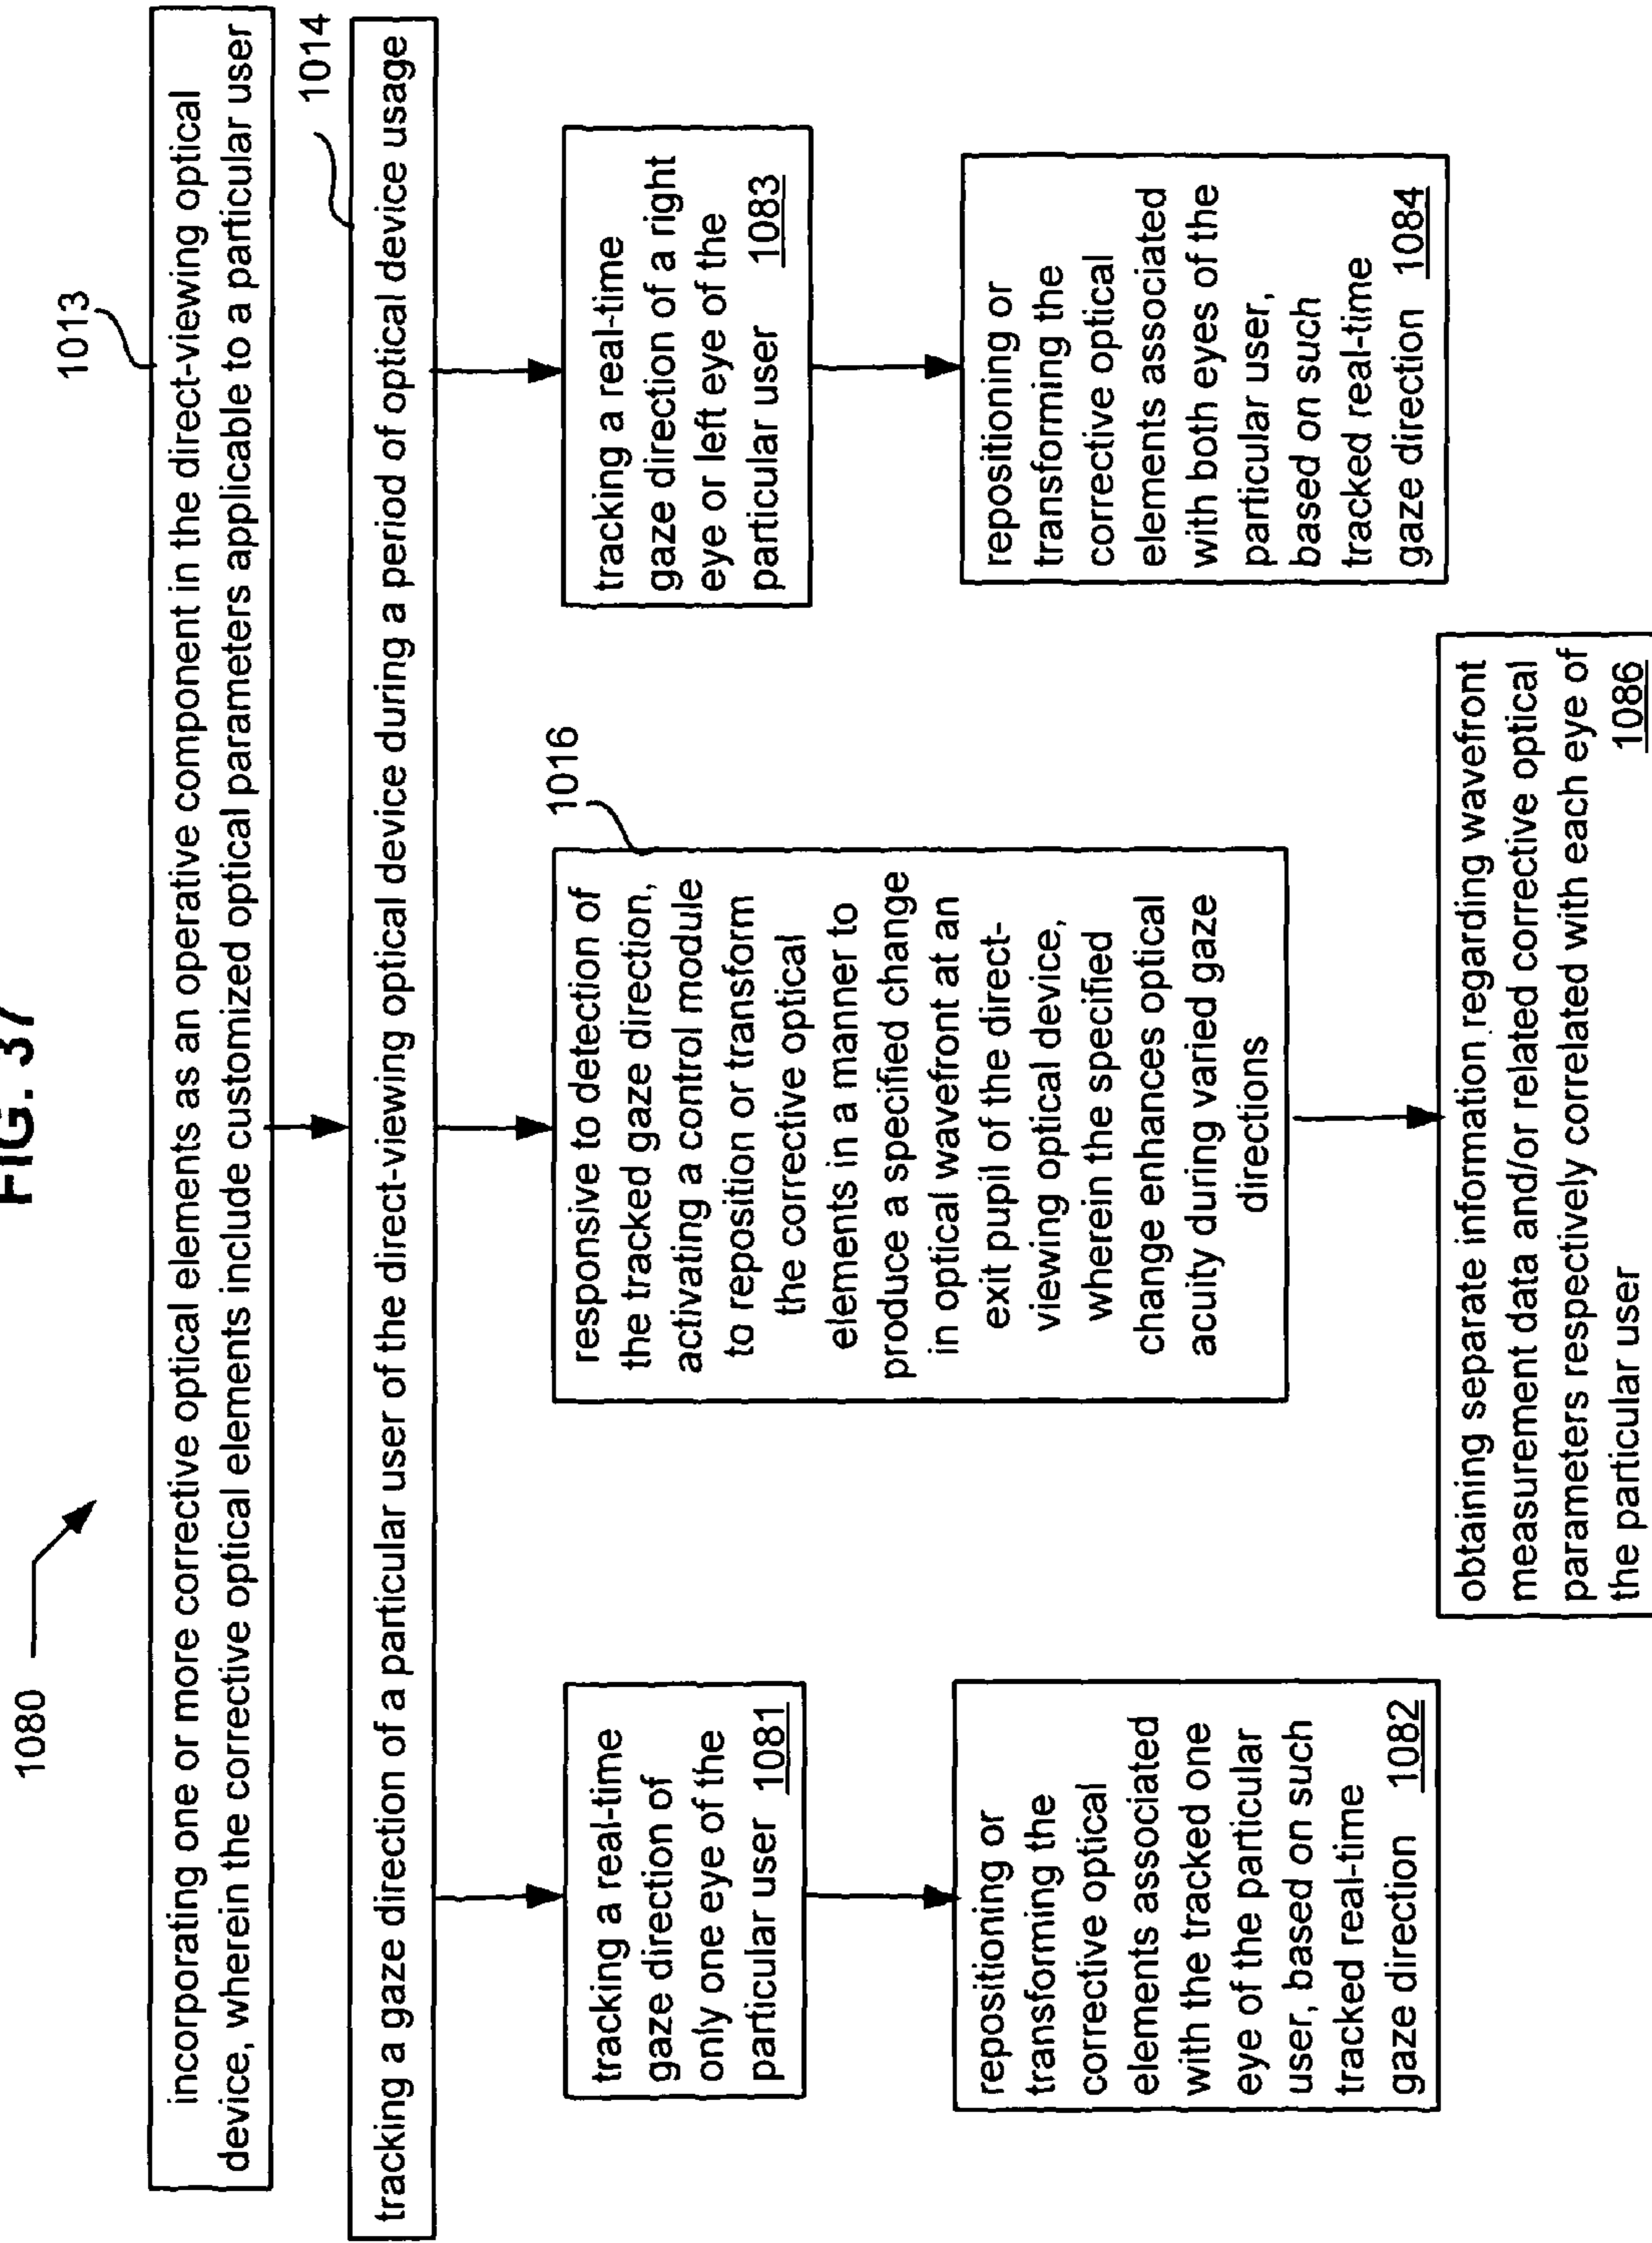 FIG. 37
1080
1013
incorporating one or more corrective optical elements as an operative component in the direct-viewing optical
device, wherein the corrective optical elements include customized optical parameters applicable to a particular user
1014
tracking a gaze direction of a particular user of the direct-viewing optical device during a period of optical device usage
tracking a real-time
gaze direction of
only one eye of the
particular user 1081
repositioning or
transforming the
corrective optical
elements associated
with the tracked one
eye of the particular
user, based on such
tracked real-time
gaze direction 1082
1016
responsive to detection of
the tracked gaze direction,
activating a control module
to reposition or transform
the corrective optical
elements in a manner to
produce a specified change
in optical wavefront at an
exit pupil of the direct-
viewing optical device,
wherein the specified
change enhances optical
acuity during varied gaze
directions
tracking a real-time
gaze direction of a right
eye or left eye of the
particular user 1083
repositioning or
transforming the
corrective optical
elements associated
with both eyes of the
particular user,
based on such
tracked real-time
gaze direction 1084
obtaining separate information regarding wavefront
measurement data and/or related corrective optical
parameters respectively correlated with each eye of
the particular user 1086